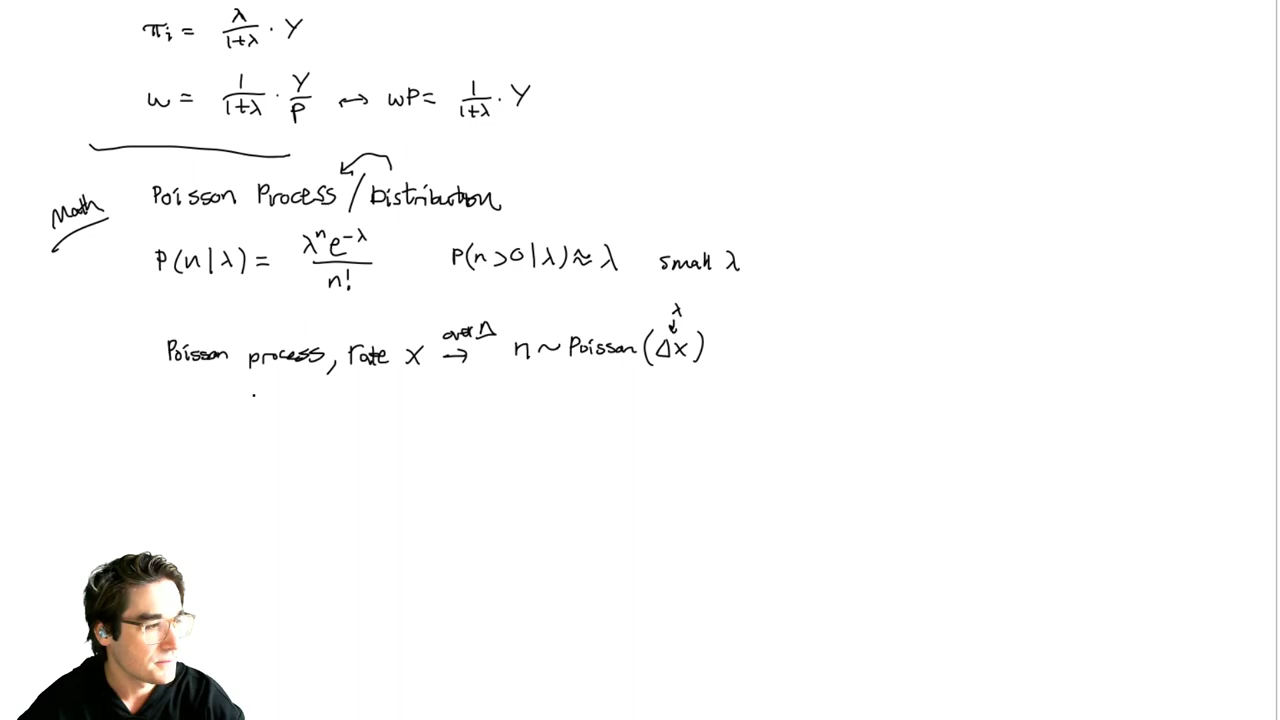 πi = λ/1+λ · Y
w = 1/1+λ · Y/P ↔ wP = 1/1+λ · Y
Math
Poisson Process / Distribution
P(n|λ) = λⁿe^-λ/n! P(n>0|λ) ≈ λ small λ
Poisson process, rate x over Δ → n ~ Poisson(Δx)
λ